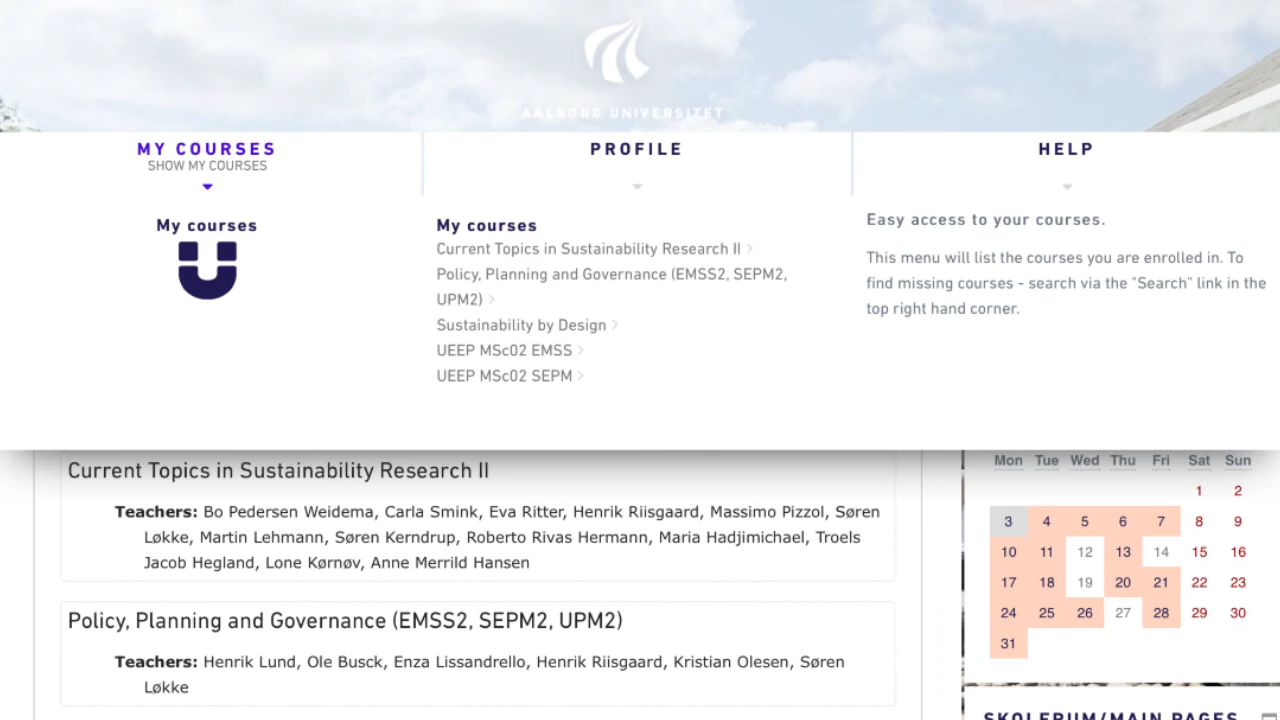 AALBORG UNIVERSITET
MY COURSES
SHOW MY COURSES
PROFILE
HELP
My courses
My courses
Current Topics in Sustainability Research II
Policy, Planning and Governance (EMSS2, SEPM2,
UPM2)
Sustainability by Design
UEEP MSc02 EMSS
UEEP MSc02 SEPM
Easy access to your courses.
This menu will list the courses you are enrolled in. To
find missing courses - search via the "Search" link in the
top right hand corner.
Current Topics in Sustainability Research II
Teachers: Bo Pedersen Weidema, Carla Smink, Eva Ritter, Henrik Riisgaard, Massimo Pizzol, Søren
Løkke, Martin Lehmann, Søren Kerndrup, Roberto Rivas Hermann, Maria Hadjimichael, Troels
Jacob Hegland, Lone Kørnøv, Anne Merrild Hansen
Policy, Planning and Governance (EMSS2, SEPM2, UPM2)
Teachers: Henrik Lund, Ole Busck, Enza Lissandrello, Henrik Riisgaard, Kristian Olesen, Søren
Løkke
Mon Tue Wed Thu Fri Sat Sun
1 2
3 4 5 6 7 8 9
10 11 12 13 14 15 16
17 18 19 20 21 22 23
24 25 26 27 28 29 30
31
SKOLERUM/MAIN PAGES